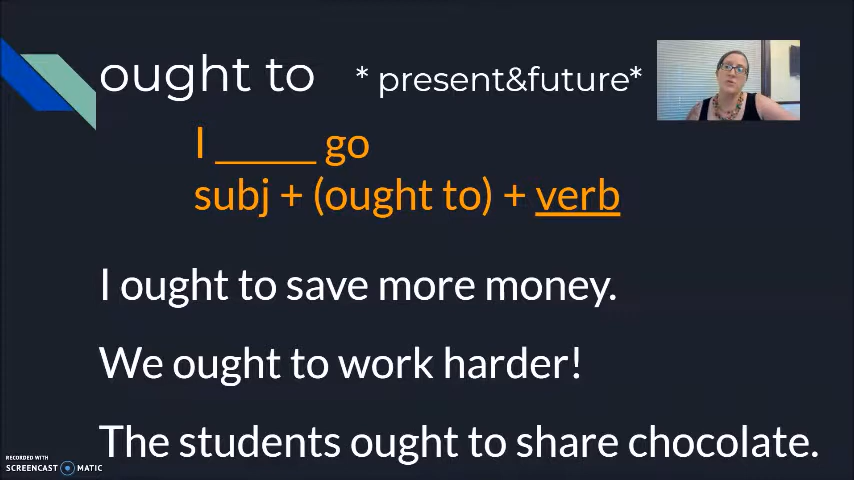 ought to * present&future*
I _____ go
subj + (ought to) + verb
I ought to save more money.
We ought to work harder!
The students ought to share chocolate.
RECORDED WITH
SCREENCAST MATIC